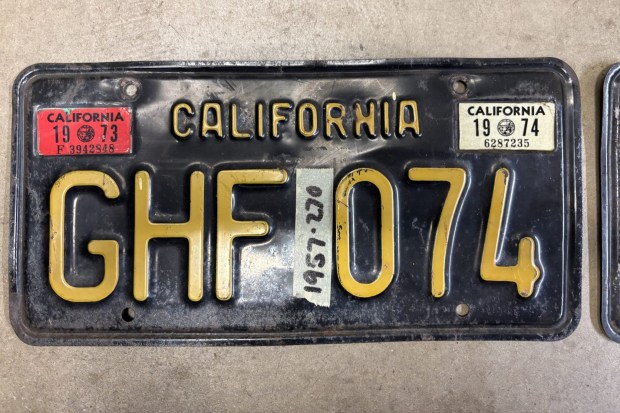 CALIFORNIA
19 73
F 3942848
CALIFORNIA
CALIFORNIA
19 74
6287235
GHF 074
1957-270